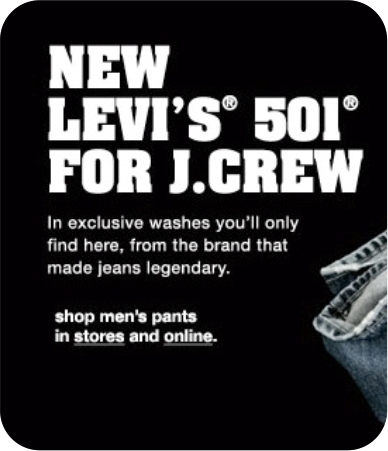 NEW
LEVI'S® 501®
FOR J.CREW
In exclusive washes you'll only
find here, from the brand that
made jeans legendary.
shop men's pants
in stores and online.